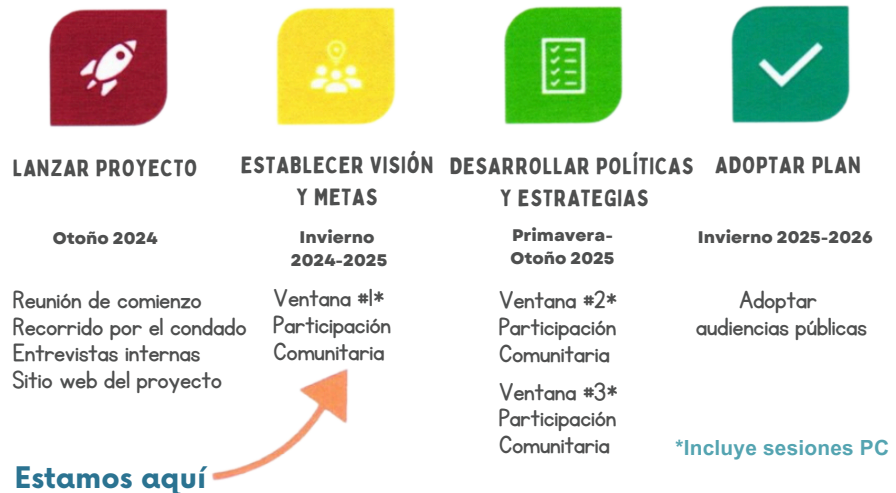 LANZAR PROYECTO
Otoño 2024
Reunión de comienzo
Recorrido por el condado
Entrevistas internas
Sitio web del proyecto
ESTABLECER VISIÓN
Y METAS
Invierno
2024-2025
Ventana #1*
Participación
Comunitaria
DESARROLLAR POLÍTICAS
Y ESTRATEGIAS
Primavera-
Otoño 2025
Ventana #2*
Participación
Comunitaria
Ventana #3*
Participación
Comunitaria
ADOPTAR PLAN
Invierno 2025-2026
Adoptar
audiencias públicas
*Incluye sesiones PC
Estamos aquí